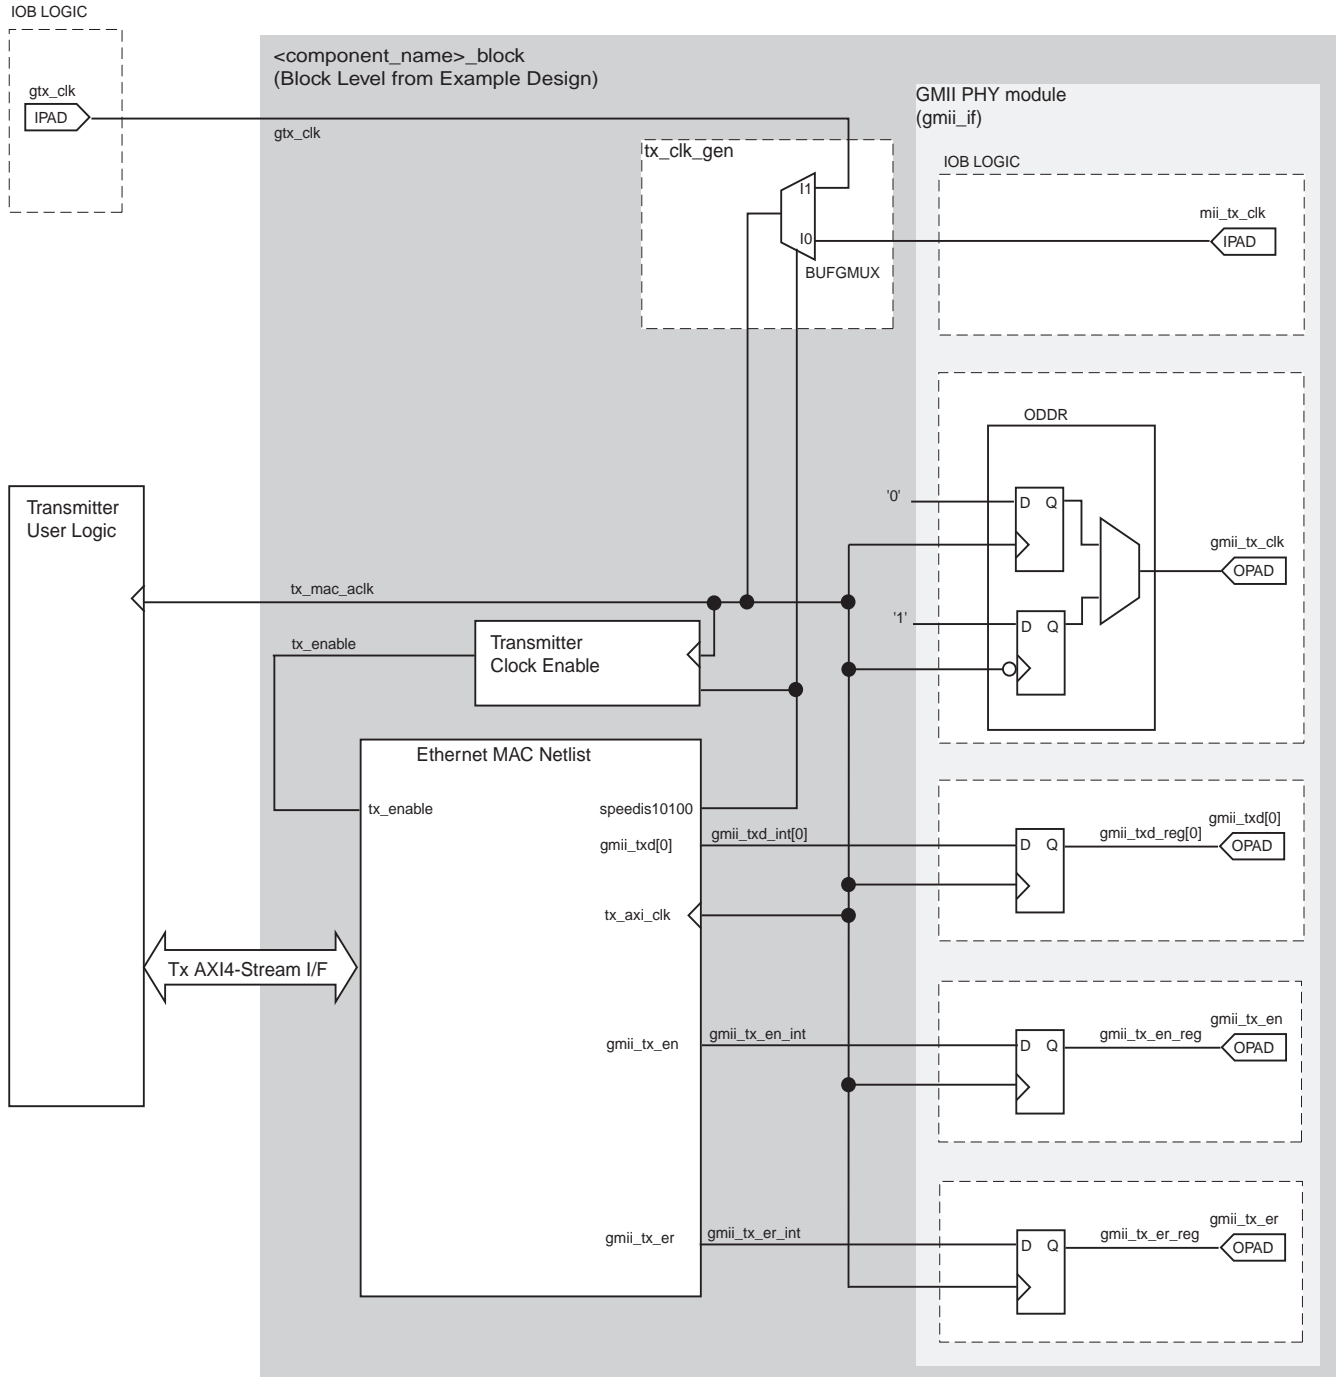 IOB LOGIC
<component_name>_block
(Block Level from Example Design)
gtx_clk
IPAD
gtx_clk
GMII PHY module
(gmii_if)
tx_clk_gen
IOB LOGIC
I1
I0
BUFGMUX
mii_tx_clk
IPAD
ODDR
'0'
D Q
gmii_tx_clk
OPAD
'1'
D Q
Transmitter
User Logic
tx_mac_aclk
tx_enable
Transmitter
Clock Enable
Ethernet MAC Netlist
tx_enable
speedis10100
gmii_txd[0]
gmii_txd_int[0]
D Q
gmii_txd_reg[0]
gmii_txd[0]
OPAD
tx_axi_clk
Tx AXI4-Stream I/F
gmii_tx_en
gmii_tx_en_int
D Q
gmii_tx_en_reg
gmii_tx_en
OPAD
gmii_tx_er
gmii_tx_er_int
D Q
gmii_tx_er_reg
gmii_tx_er
OPAD